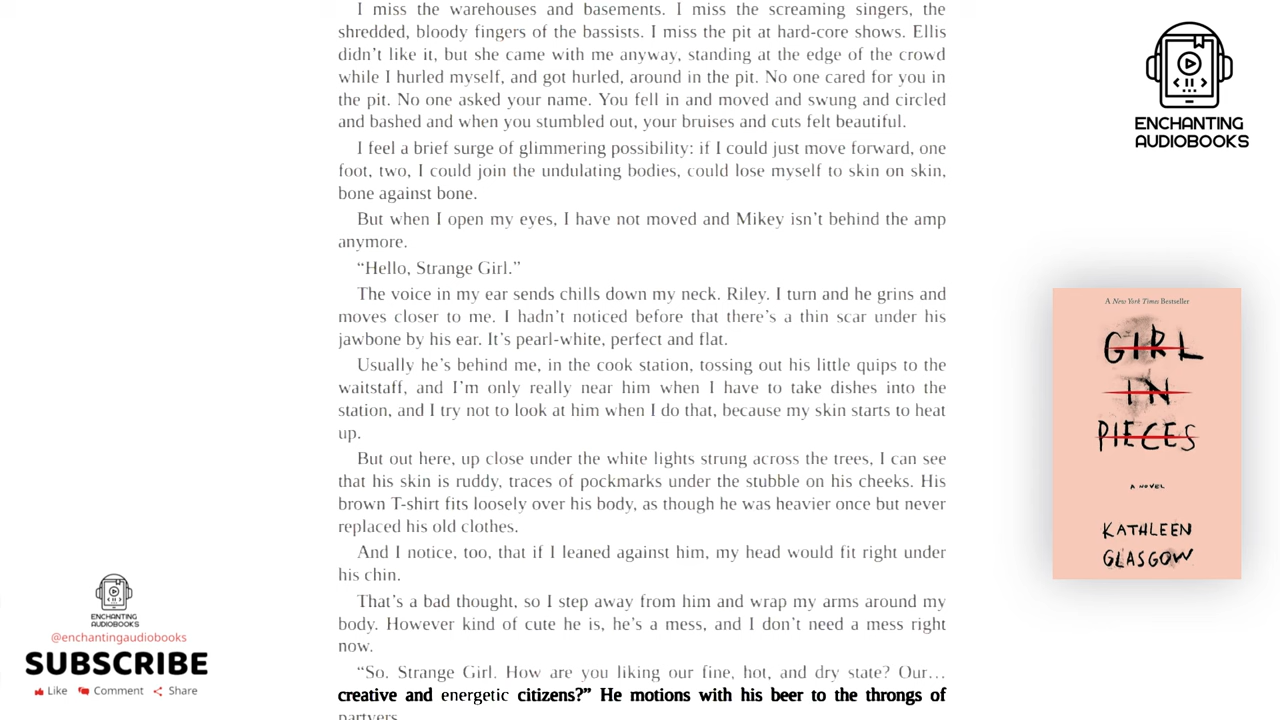 I miss the warehouses and basements. I miss the screaming singers, the
shredded, bloody fingers of the bassists. I miss the pit at hard-core shows. Ellis
didn’t like it, but she came with me anyway, standing at the edge of the crowd
while I hurled myself, and got hurled, around in the pit. No one cared for you in
the pit. No one asked your name. You fell in and moved and swung and circled
and bashed and when you stumbled out, your bruises and cuts felt beautiful.
I feel a brief surge of glimmering possibility: if I could just move forward, one
foot, two, I could join the undulating bodies, could lose myself to skin on skin,
bone against bone.
But when I open my eyes, I have not moved and Mikey isn’t behind the amp
anymore.
“Hello, Strange Girl.”
The voice in my ear sends chills down my neck. Riley. I turn and he grins and
moves closer to me. I hadn’t noticed before that there’s a thin scar under his
jawbone by his ear. It’s pearl-white, perfect and flat.
Usually he’s behind me, in the cook station, tossing out his little quips to the
waitstaff, and I’m only really near him when I have to take dishes into the
station, and I try not to look at him when I do that, because my skin starts to heat
up.
But out here, up close under the white lights strung across the trees, I can see
that his skin is ruddy, traces of pockmarks under the stubble on his cheeks. His
brown T-shirt fits loosely over his body, as though he was heavier once but never
replaced his old clothes.
And I notice, too, that if I leaned against him, my head would fit right under
his chin.
That’s a bad thought, so I step away from him and wrap my arms around my
body. However kind of cute he is, he’s a mess, and I don’t need a mess right
now.
“So. Strange Girl. How are you liking our fine, hot, and dry state? Our…
creative and energetic citizens?” He motions with his beer to the throngs of
partyers.
ENCHANTING
AUDIOBOOKS
A New York Times Bestseller
GIRL
IN
PIECES
A NOVEL
KATHLEEN
GLASGOW
ENCHANTING
AUDIOBOOKS
@enchantingaudiobooks
SUBSCRIBE
Like Comment Share